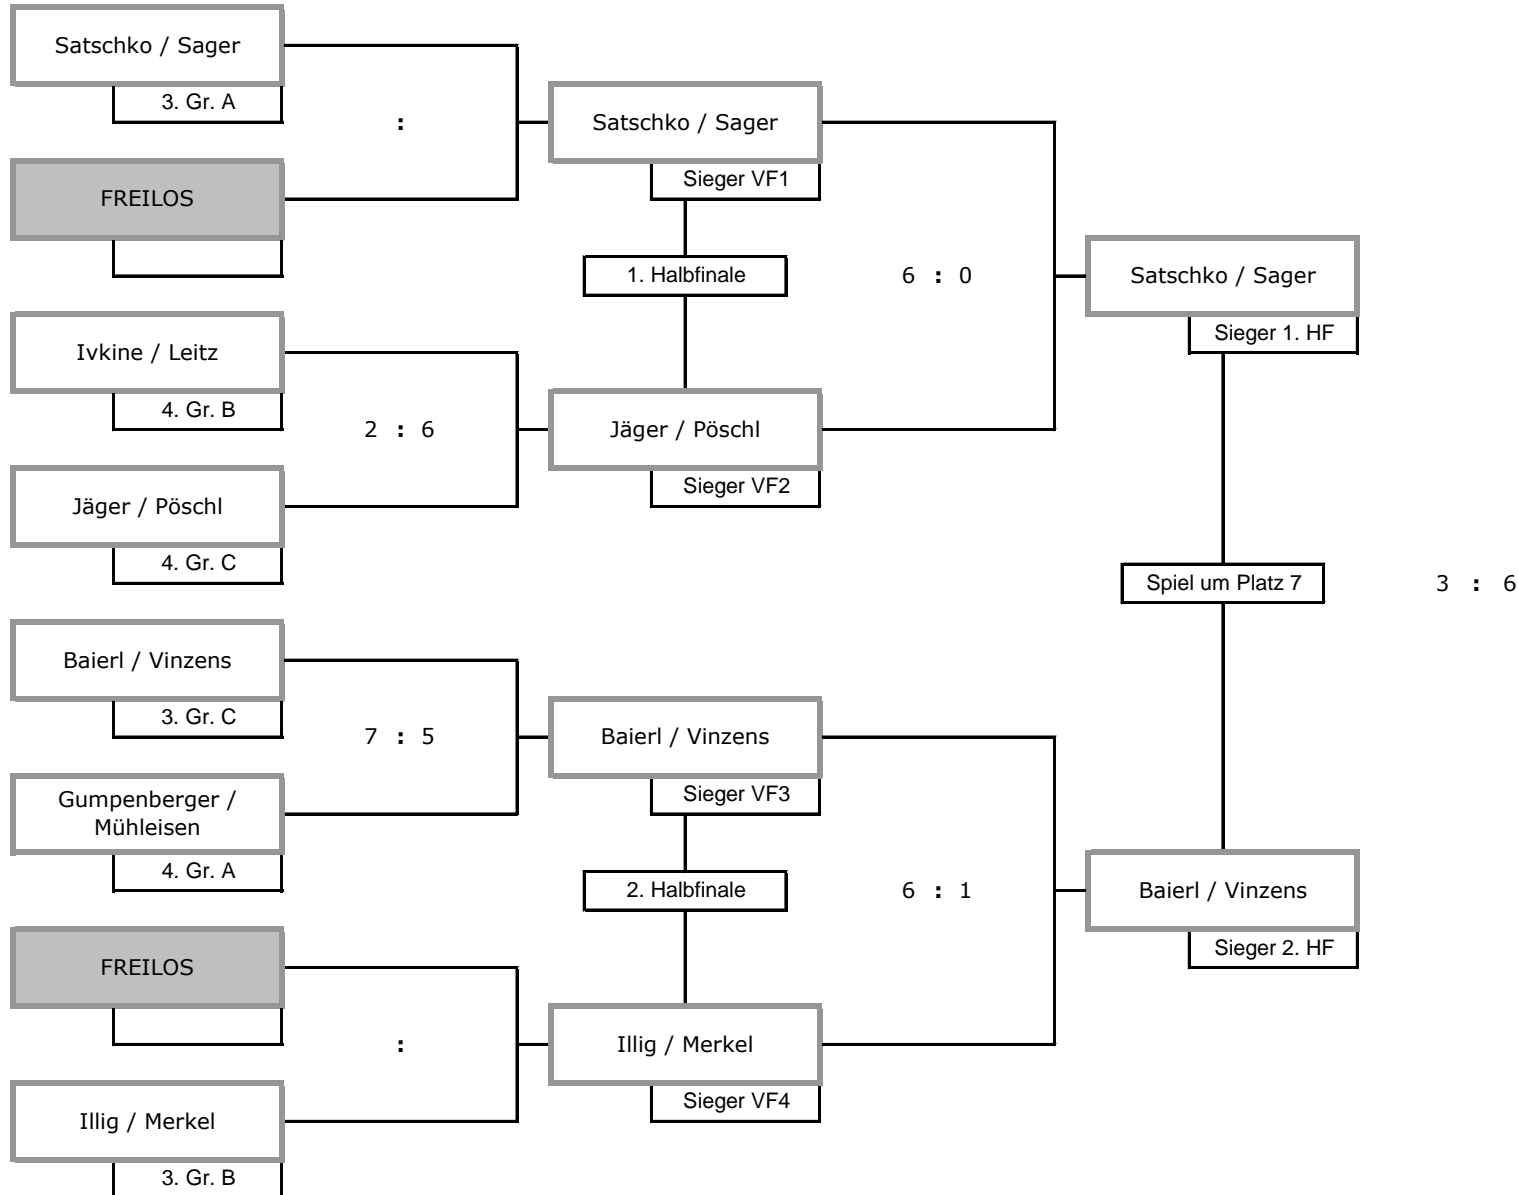 Satschko / Sager
3. Gr. A
:
FREILOS
Satschko / Sager
Sieger VF1
1. Halbfinale
6 : 0
Satschko / Sager
Sieger 1. HF
Ivkine / Leitz
4. Gr. B
2 : 6
Jäger / Pöschl
4. Gr. C
Jäger / Pöschl
Sieger VF2
Spiel um Platz 7
3 : 6
Baierl / Vinzens
3. Gr. C
7 : 5
Gumpenberger /
Mühleisen
4. Gr. A
Baierl / Vinzens
Sieger VF3
2. Halbfinale
6 : 1
Baierl / Vinzens
Sieger 2. HF
FREILOS
:
Illig / Merkel
3. Gr. B
Illig / Merkel
Sieger VF4